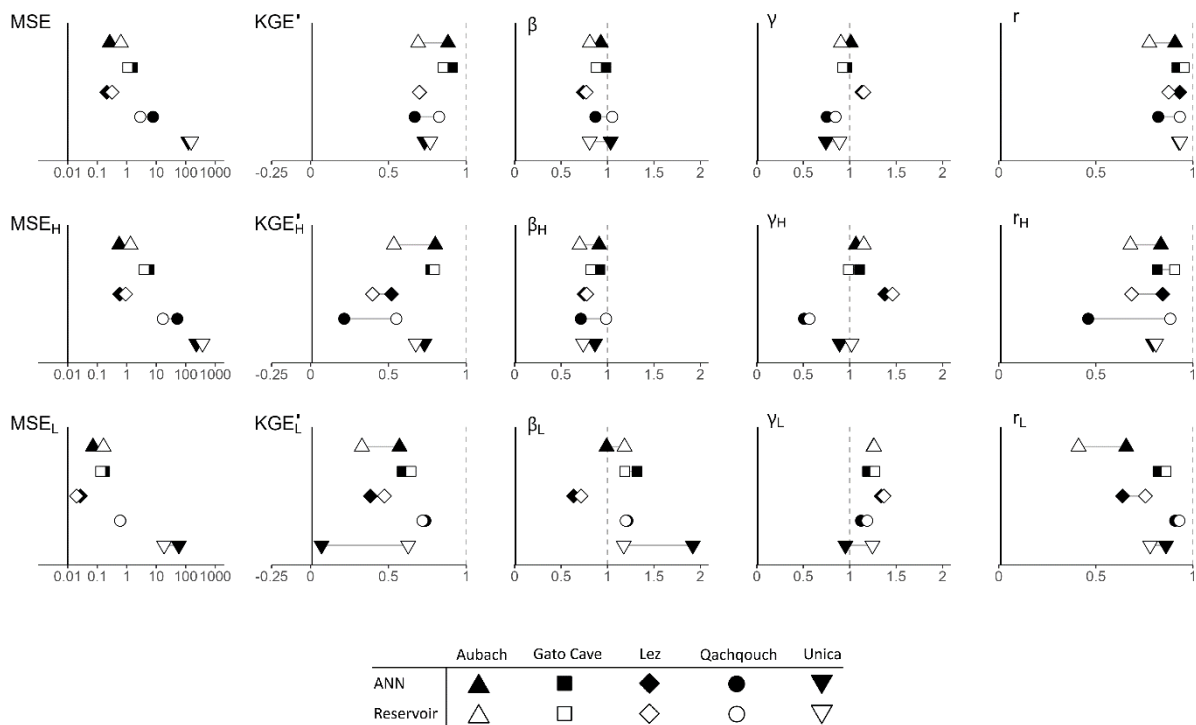 MSE KGE' β γ r
0.01 0.1 1 10 100 1000 -0.25 0 0.5 1 0 0.5 1 1.5 2 0 0.5 1 1.5 2 0.5 1
MSE_H KGE'_H β_H γ_H r_H
0.01 0.1 1 10 100 1000 -0.25 0 0.5 1 0 0.5 1 1.5 2 0 0.5 1 1.5 2 0.5 1
MSE_L KGE'_L β_L γ_L r_L
0.01 0.1 1 10 100 1000 -0.25 0 0.5 1 0 0.5 1 1.5 2 0 0.5 1 1.5 2 0.5 1
Aubach Gato Cave Lez Qachqouch Unica
ANN
Reservoir